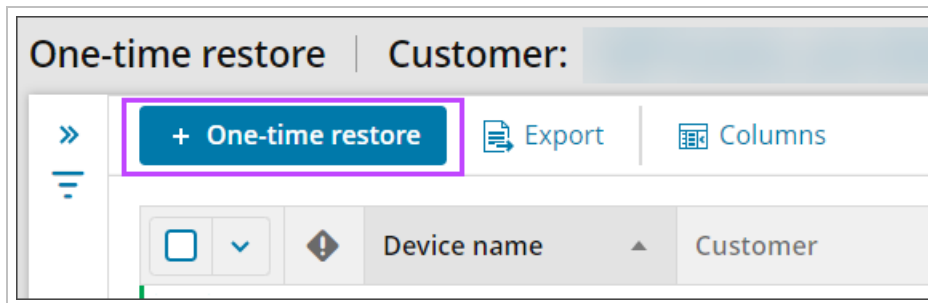 One-time restore | Customer:
+ One-time restore Export Columns
Device name Customer